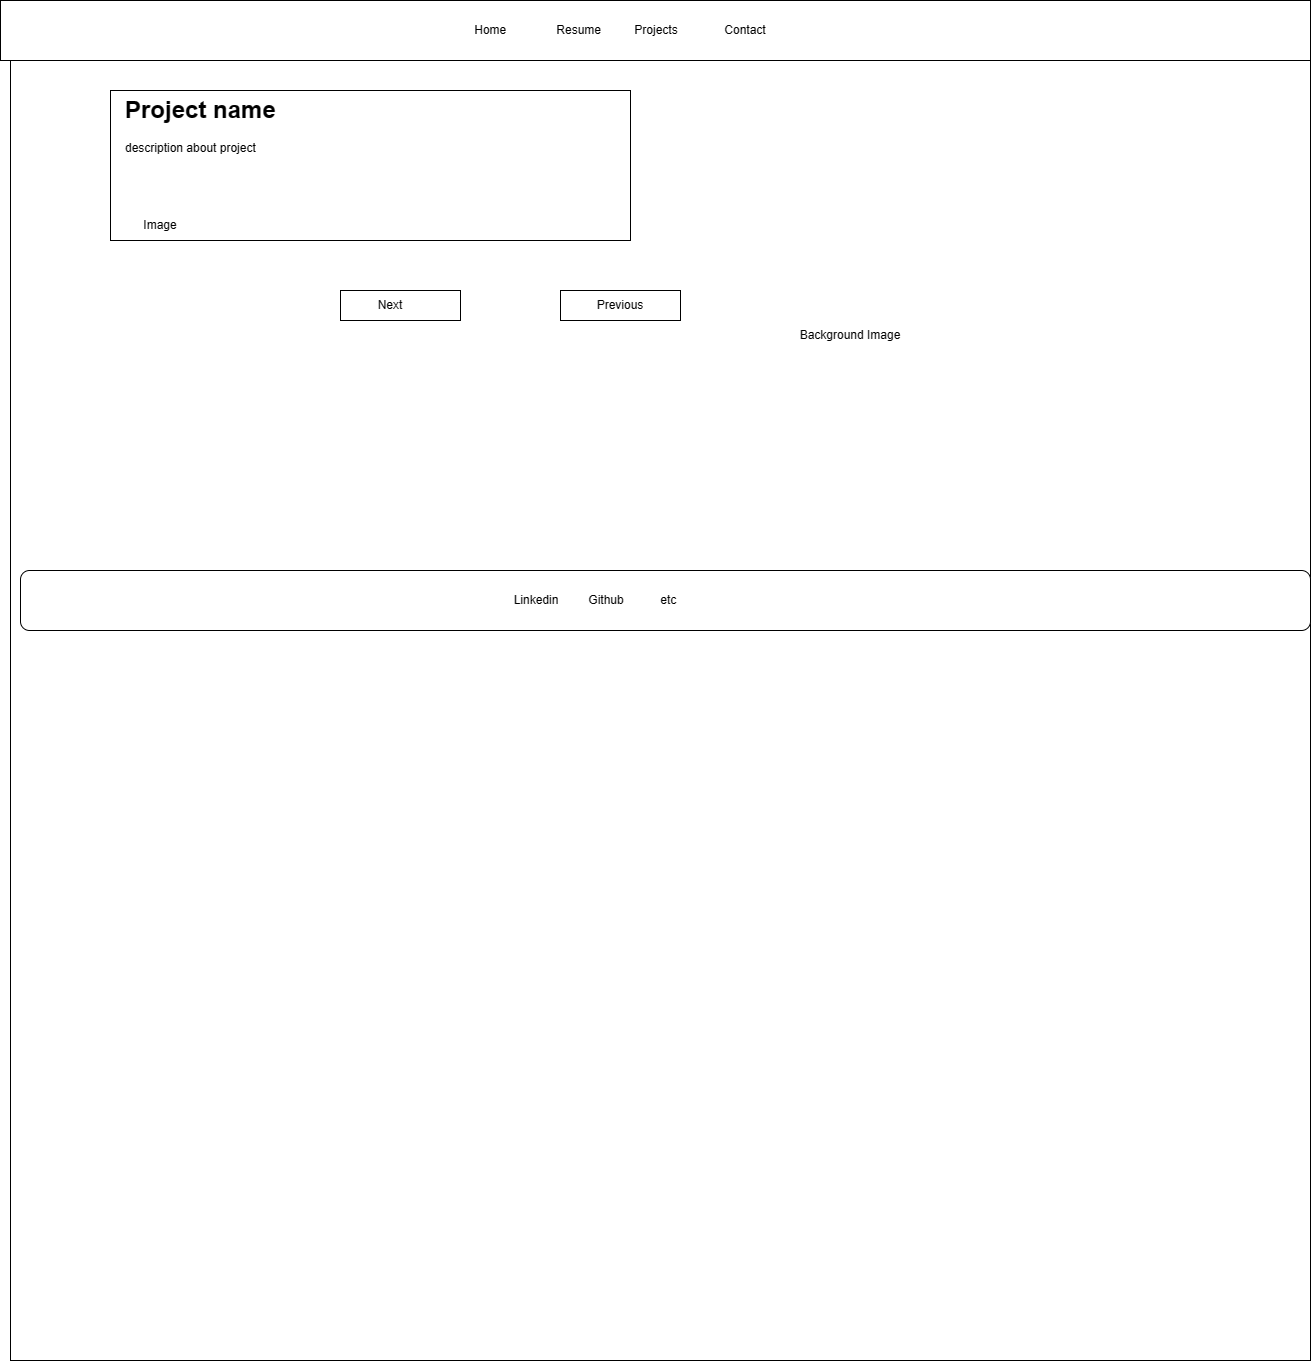 Home Resume Projects Contact
Project name
description about project
Image
Next Previous
Background Image
Linkedin Github etc